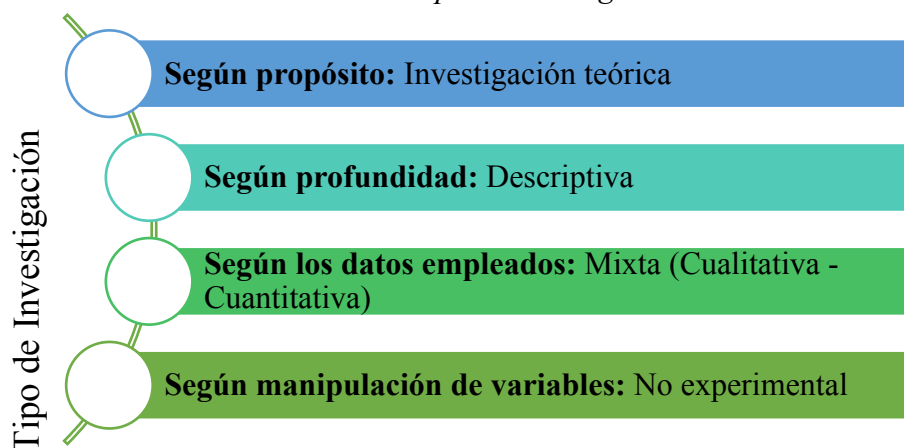 Según propósito: Investigación teórica
Según profundidad: Descriptiva
Según los datos empleados: Mixta (Cualitativa -
Cuantitativa)
Según manipulación de variables: No experimental
Tipo de Investigación